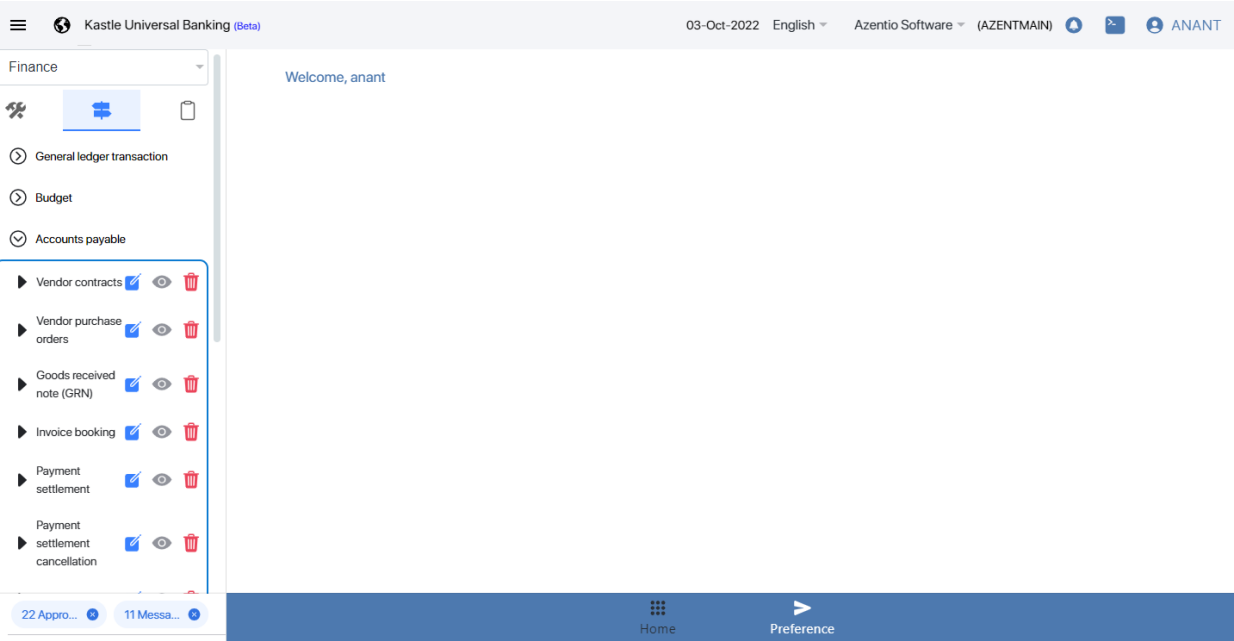 Kastle Universal Banking (Beta)
03-Oct-2022 English Azentio Software (AZENTMAIN) ANANT
Finance
Welcome, anant
General ledger transaction
Budget
Accounts payable
Vendor contracts
Vendor purchase
orders
Goods received
note (GRN)
Invoice booking
Payment
settlement
Payment
settlement
cancellation
22 Appro... 11 Messa...
Home
Preference